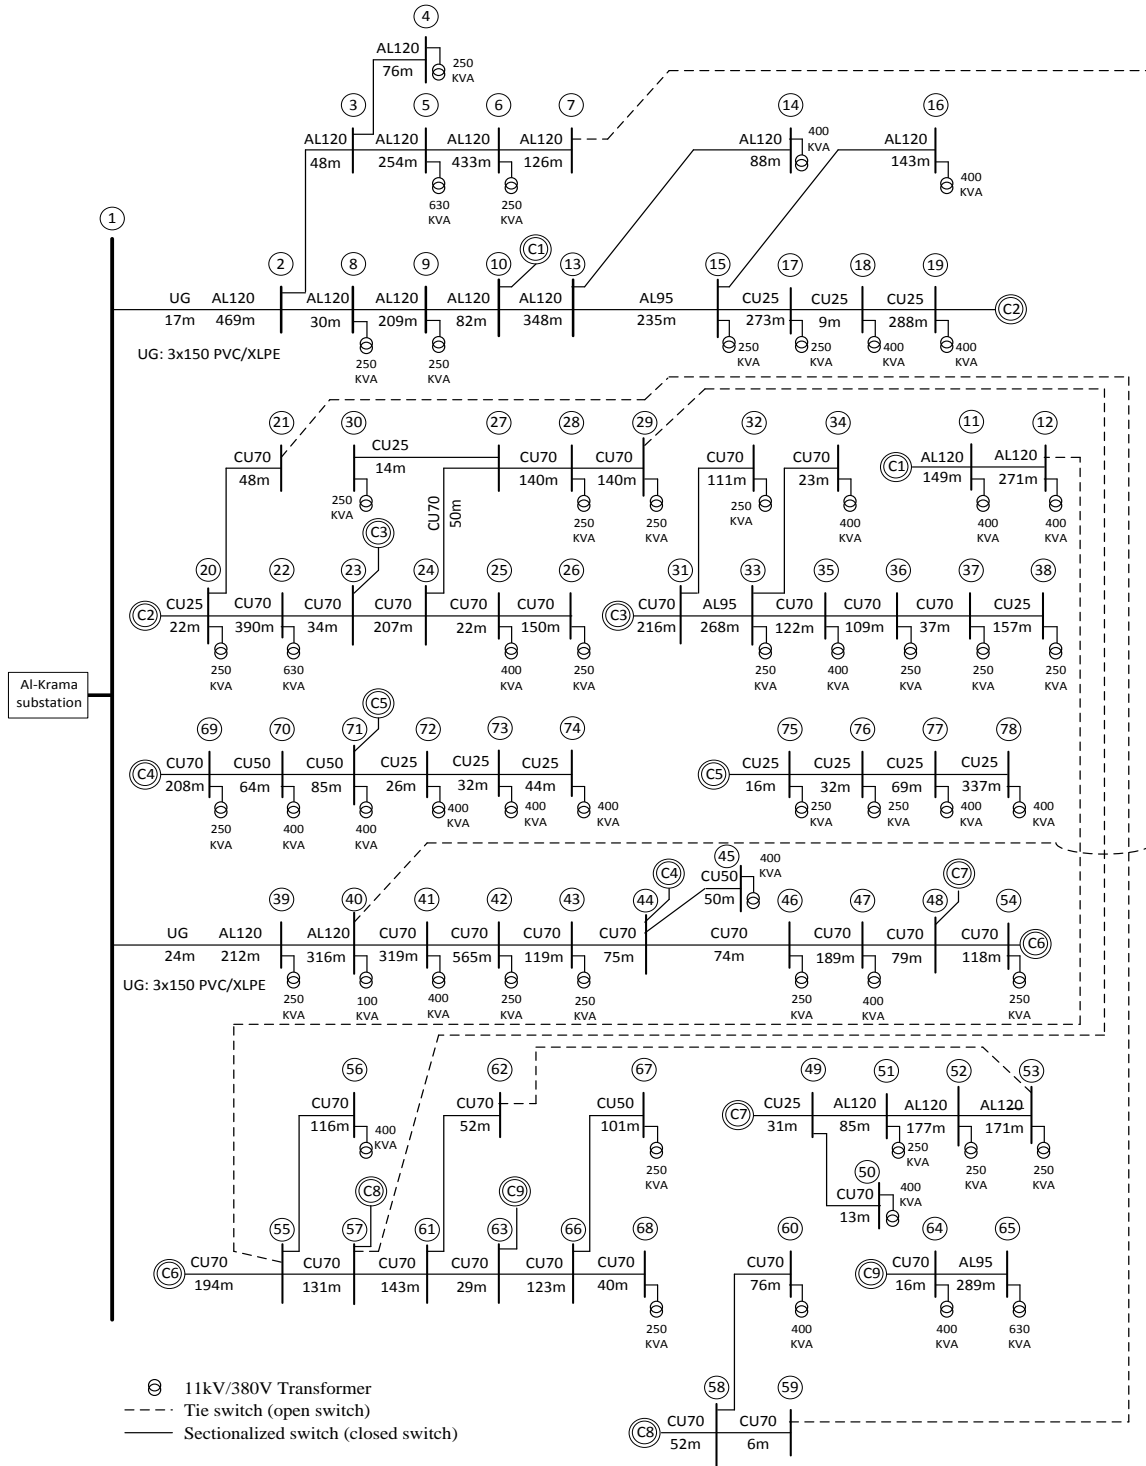 4
AL120
76m
250
KVA
3
5
6
7
AL120 AL120 AL120 AL120
48m 254m 433m 126m
630
KVA
250
KVA
14
AL120
88m
400
KVA
16
AL120
143m
400
KVA
1
2
8
9
10
C1
13
15
17
18
19
UG AL120 AL120 AL120 AL120 AL120 AL95 CU25 CU25 CU25 C2
17m 469m 30m 209m 82m 348m 235m 273m 9m 288m
UG: 3x150 PVC/XLPE
250
KVA
250
KVA
250
KVA
250
KVA
400
KVA
400
KVA
21
30
27
28
29
32
34
11
12
CU70
48m
CU25
14m
250
KVA
CU70
50m
CU70 CU70
140m 140m
250
KVA
250
KVA
CU70
111m
250
KVA
CU70
23m
400
KVA
C1
AL120 AL120
149m 271m
400
KVA
400
KVA
C3
20
22
23
24
25
26
C2 CU25 CU70 CU70 CU70 CU70 CU70
22m 390m 34m 207m 22m 150m
250
KVA
630
KVA
400
KVA
250
KVA
31
33
35
36
37
38
C3 CU70 AL95 CU70 CU70 CU70 CU25
216m 268m 122m 109m 37m 157m
250
KVA
400
KVA
250
KVA
250
KVA
250
KVA
Al-Krama
substation
C5
69
70
71
72
73
74
C4 CU70 CU50 CU50 CU25 CU25 CU25
208m 64m 85m 26m 32m 44m
250
KVA
400
KVA
400
KVA
400
KVA
400
KVA
400
KVA
75
76
77
78
C5 CU25 CU25 CU25 CU25
16m 32m 69m 337m
250
KVA
250
KVA
400
KVA
400
KVA
39
40
41
42
43
44
C4
45
CU50
50m
400
KVA
46
47
48
C7
54
UG AL120 AL120 CU70 CU70 CU70 CU70 CU70 CU70 CU70 CU70 C6
24m 212m 316m 319m 565m 119m 75m 74m 189m 79m 118m
UG: 3x150 PVC/XLPE
250
KVA
100
KVA
400
KVA
250
KVA
250
KVA
250
KVA
400
KVA
250
KVA
56
CU70
116m
400
KVA
62
CU70
52m
67
CU50
101m
250
KVA
49
51
52
53
C7 CU25 AL120 AL120 AL120
31m 85m 177m 171m
250
KVA
250
KVA
250
KVA
50
CU70
13m
400
KVA
55
57
C8
61
63
C9
66
68
C6 CU70 CU70 CU70 CU70 CU70 CU70
194m 131m 143m 29m 123m 40m
250
KVA
60
CU70
76m
400
KVA
64
65
C9 CU70 AL95
16m 289m
400
KVA
630
KVA
58
59
C8 CU70 CU70
52m 6m
11kV/380V Transformer
Tie switch (open switch)
Sectionalized switch (closed switch)